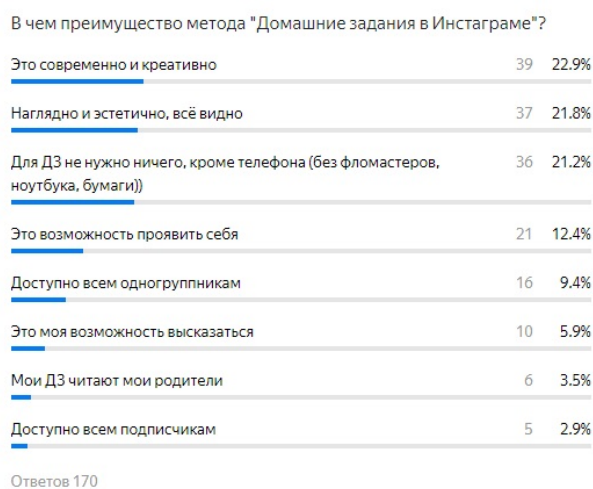 В чем преимущество метода "Домашние задания в Инстаграме"?
Это современно и креативно 39 22.9%
Наглядно и эстетично, всё видно 37 21.8%
Для ДЗ не нужно ничего, кроме телефона (без фломастеров, 36 21.2%
ноутбука, бумаги))
Это возможность проявить себя 21 12.4%
Доступно всем одногруппникам 16 9.4%
Это моя возможность высказаться 10 5.9%
Мои ДЗ читают мои родители 6 3.5%
Доступно всем подписчикам 5 2.9%
Ответов 170